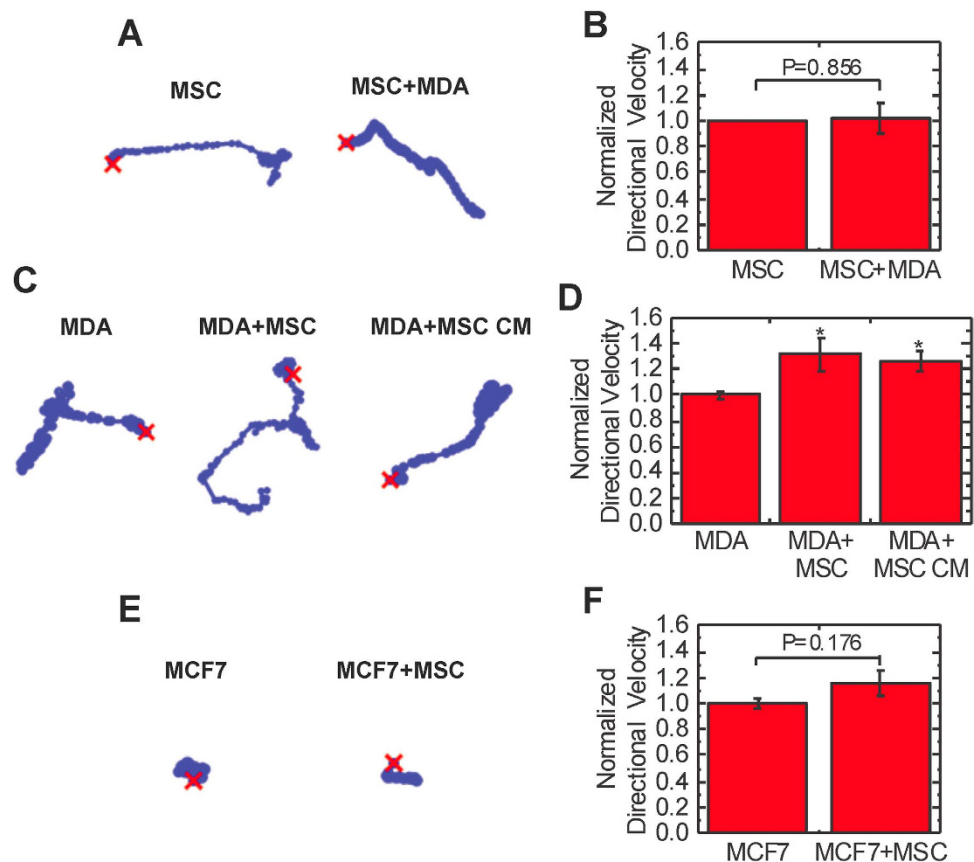 A
MSC
MSC+MDA
B
Normalized
Directional Velocity
1.6
1.4
1.2
1.0
0.8
0.6
0.4
0.2
0.0
P=0.856
MSC
MSC+MDA
C
MDA
MDA+MSC
MDA+MSC CM
D
Normalized
Directional Velocity
1.6
1.4
1.2
1.0
0.8
0.6
0.4
0.2
0.0
*
*
MDA
MDA+
MSC
MDA+
MSC CM
E
MCF7
MCF7+MSC
F
Normalized
Directional Velocity
1.6
1.4
1.2
1.0
0.8
0.6
0.4
0.2
0.0
P=0.176
MCF7
MCF7+MSC